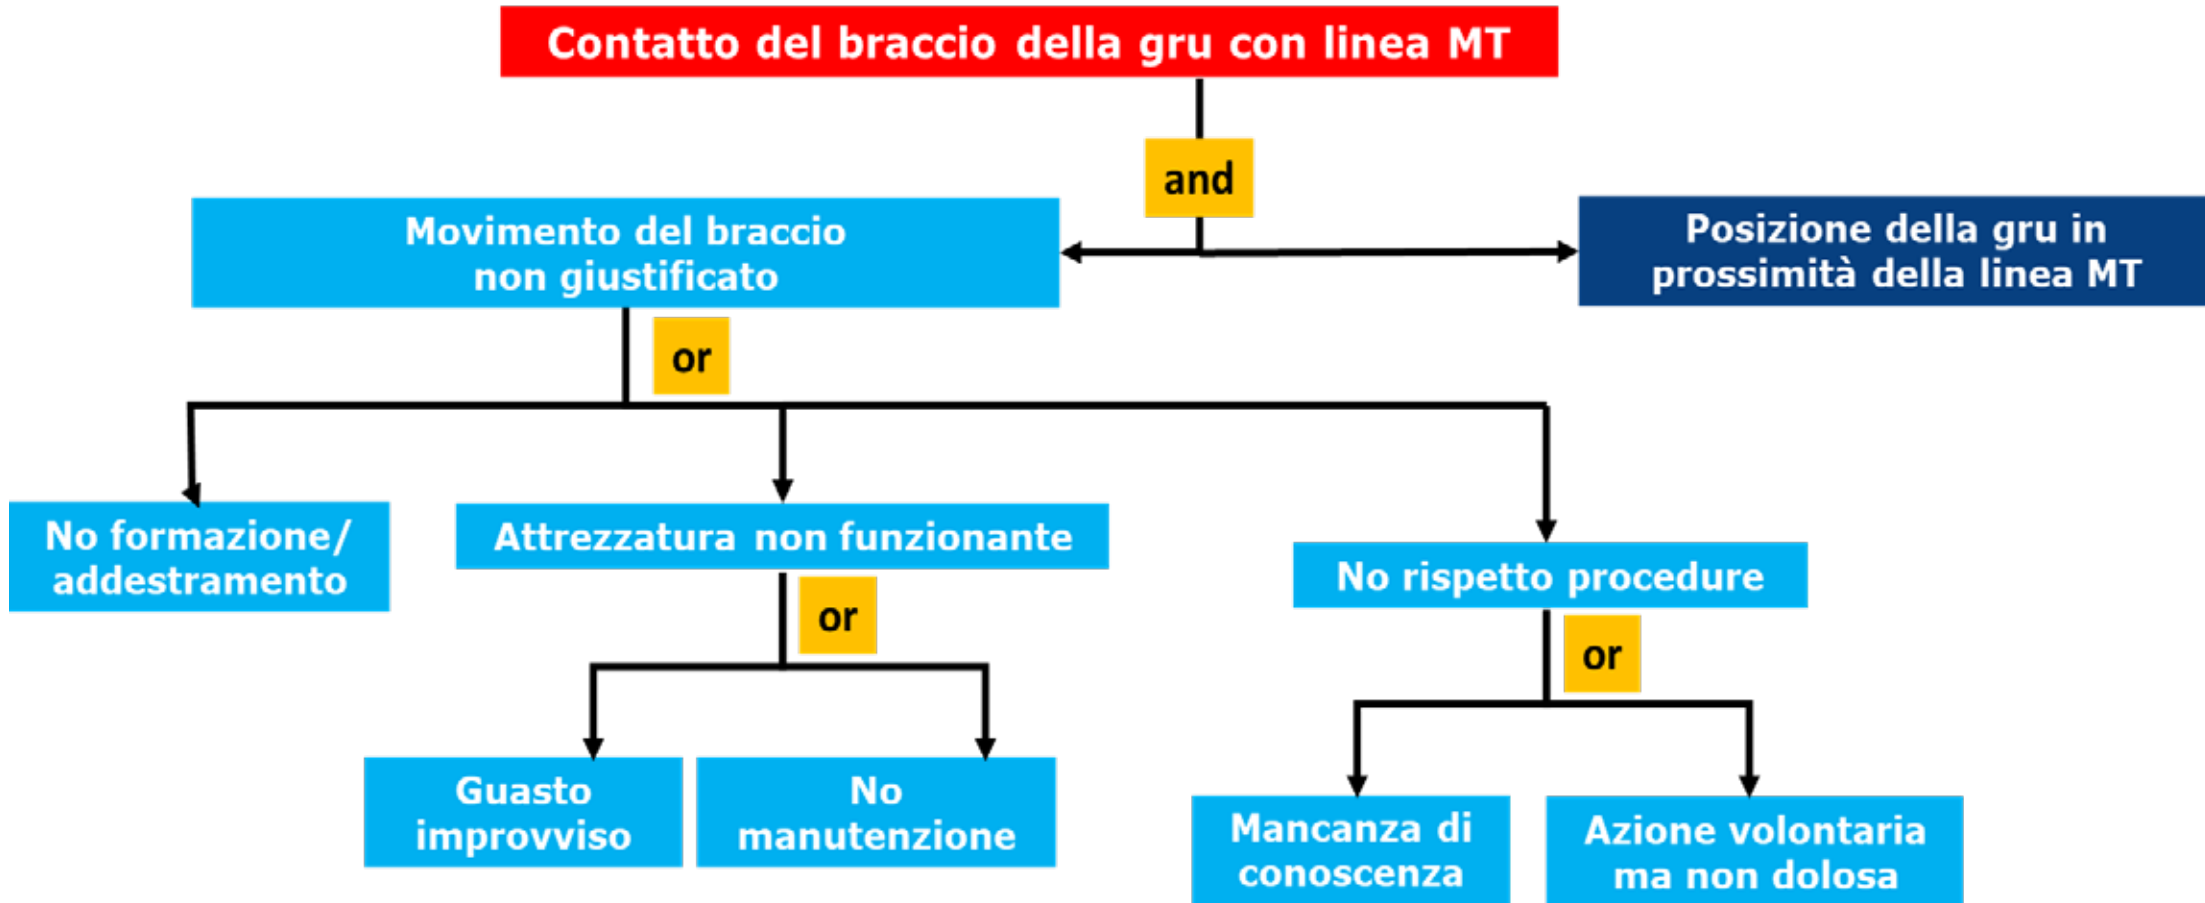 Contatto del braccio della gru con linea MT
and
Movimento del braccio
non giustificato
Posizione della gru in
prossimità della linea MT
or
No formazione/
addestramento
Attrezzatura non funzionante
No rispetto procedure
or
or
Guasto
improvviso
No
manutenzione
Mancanza di
conoscenza
Azione volontaria
ma non dolosa